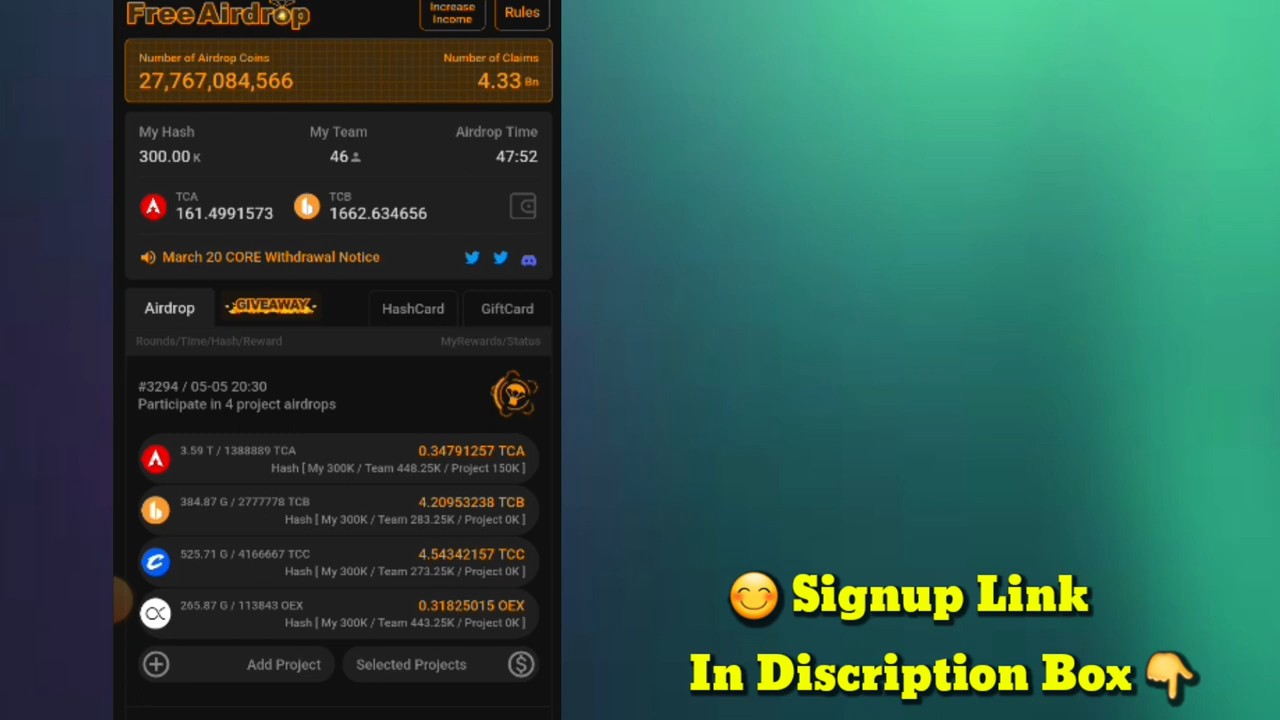 Free Airdrop
Increase Income
Rules
Number of Airdrop Coins
Number of Claims
27,767,084,566
4.33 Bn
My Hash
My Team
Airdrop Time
300.00 K
46
47:52
TCA
161.4991573
TCB
1662.634656
March 20 CORE Withdrawal Notice
Airdrop
GIVEAWAY
HashCard
GiftCard
Rounds/Time/Hash/Reward
MyRewards/Status
#3294 / 05-05 20:30
Participate in 4 project airdrops
3.59 T / 1388889 TCA
0.34791257 TCA
Hash [ My 300K / Team 448.25K / Project 150K ]
384.87 G / 2777778 TCB
4.20953238 TCB
Hash [ My 300K / Team 283.25K / Project 0K ]
525.71 G / 4166667 TCC
4.54342157 TCC
Hash [ My 300K / Team 273.25K / Project 0K ]
265.87 G / 113843 OEX
0.31825015 OEX
Hash [ My 300K / Team 443.25K / Project 0K ]
Add Project
Selected Projects
😊 Signup Link
In Discription Box 👇